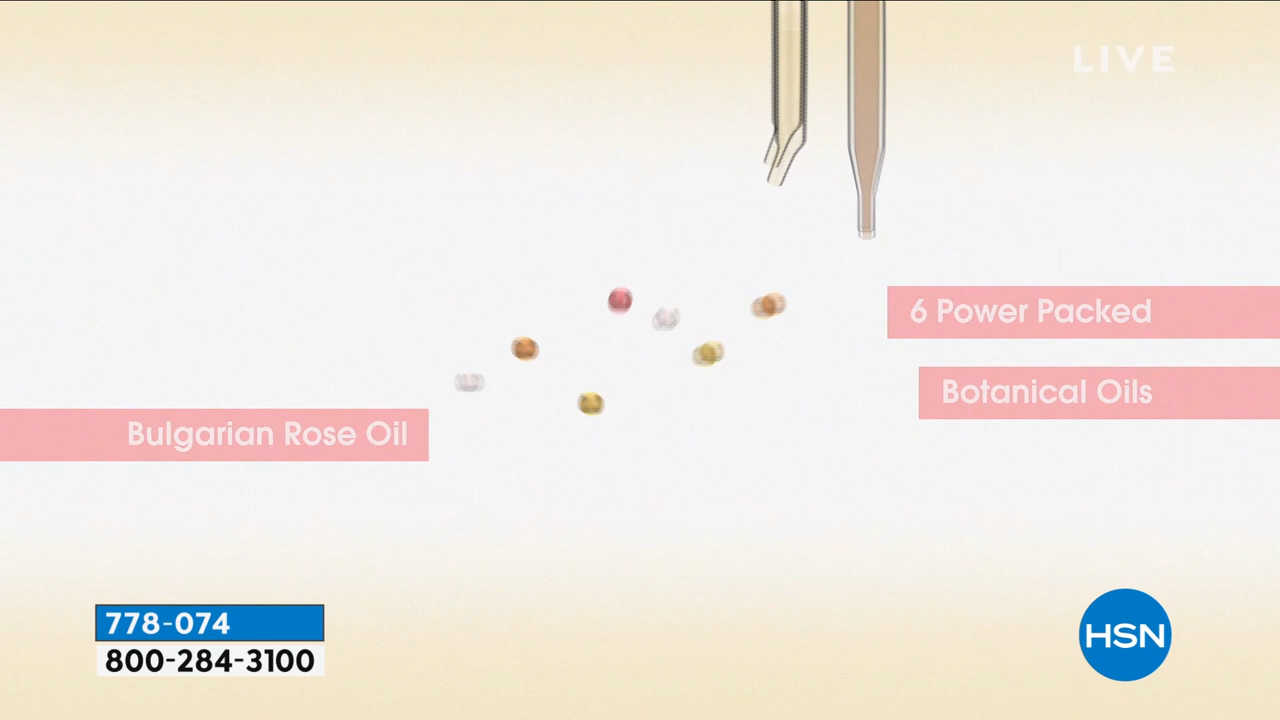 LIVE
6 Power Packed
Botanical Oils
Bulgarian Rose Oil
778-074
800-284-3100
HSN